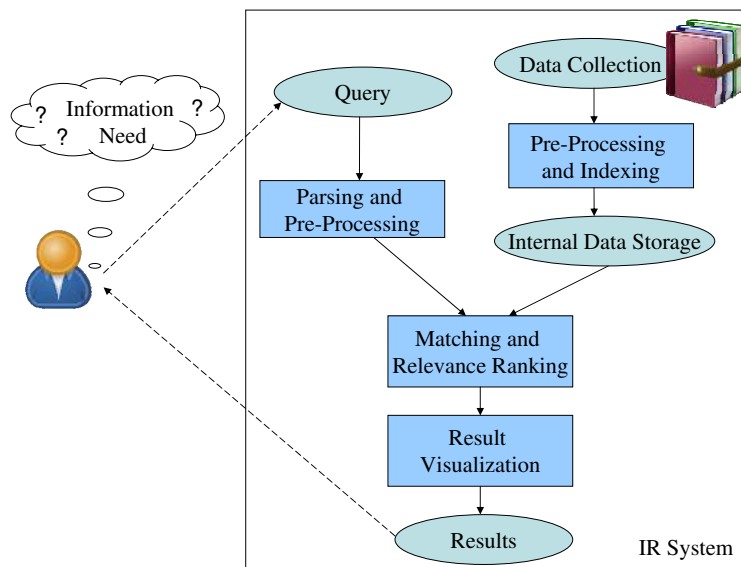 ? Information ?
? Need
Query
Data Collection
Parsing and
Pre-Processing
Pre-Processing
and Indexing
Internal Data Storage
Matching and
Relevance Ranking
Result
Visualization
Results
IR System